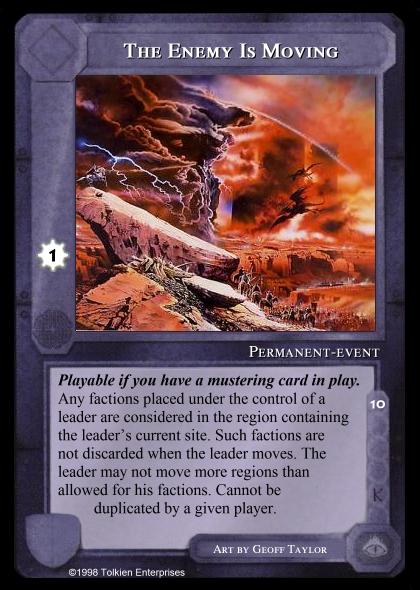 The Enemy Is Moving
1
Permanent-event
Playable if you have a mustering card in play.
Any factions placed under the control of a
leader are considered in the region containing
the leader's current site. Such factions are
not discarded when the leader moves. The
leader may not move more regions than
allowed for his factions. Cannot be
duplicated by a given player.
10
K
Art by Geoff Taylor
©1998 Tolkien Enterprises